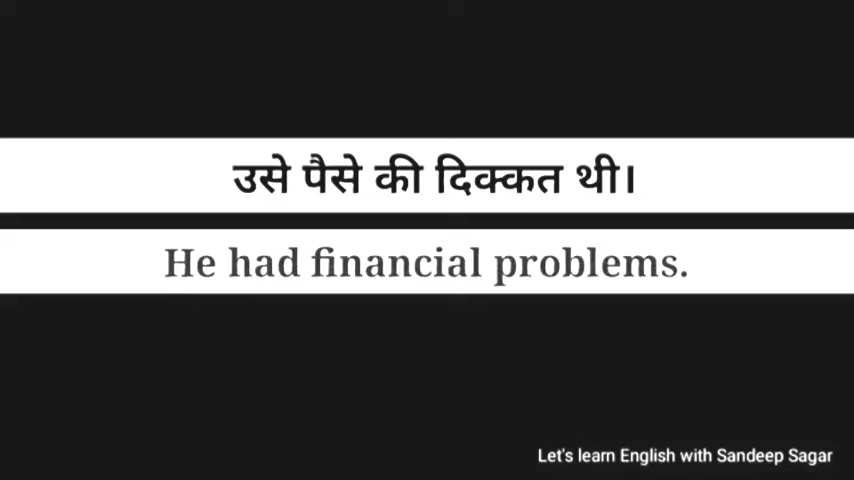 उसे पैसे की दिक्कत थी।
He had financial problems.
Let's learn English with Sandeep Sagar